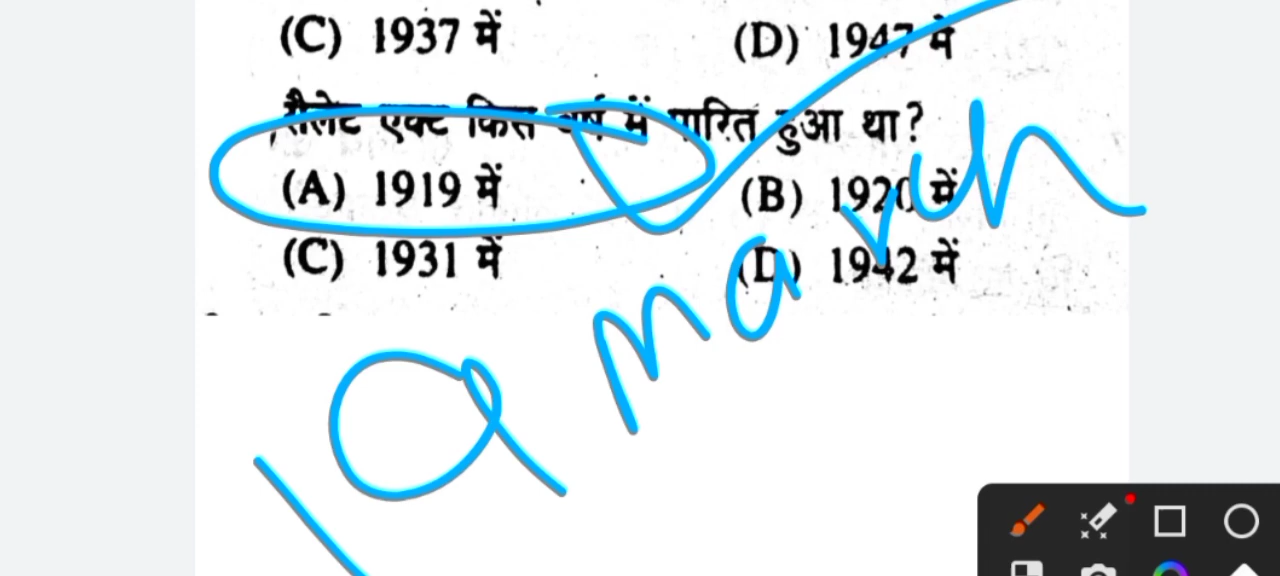 (C) 1937 में (D) 1947 में
रौलेट एक्ट किस वर्ष में पारित हुआ था?
(A) 1919 में (B) 1920 में
(C) 1931 में (D) 1942 में
19 march